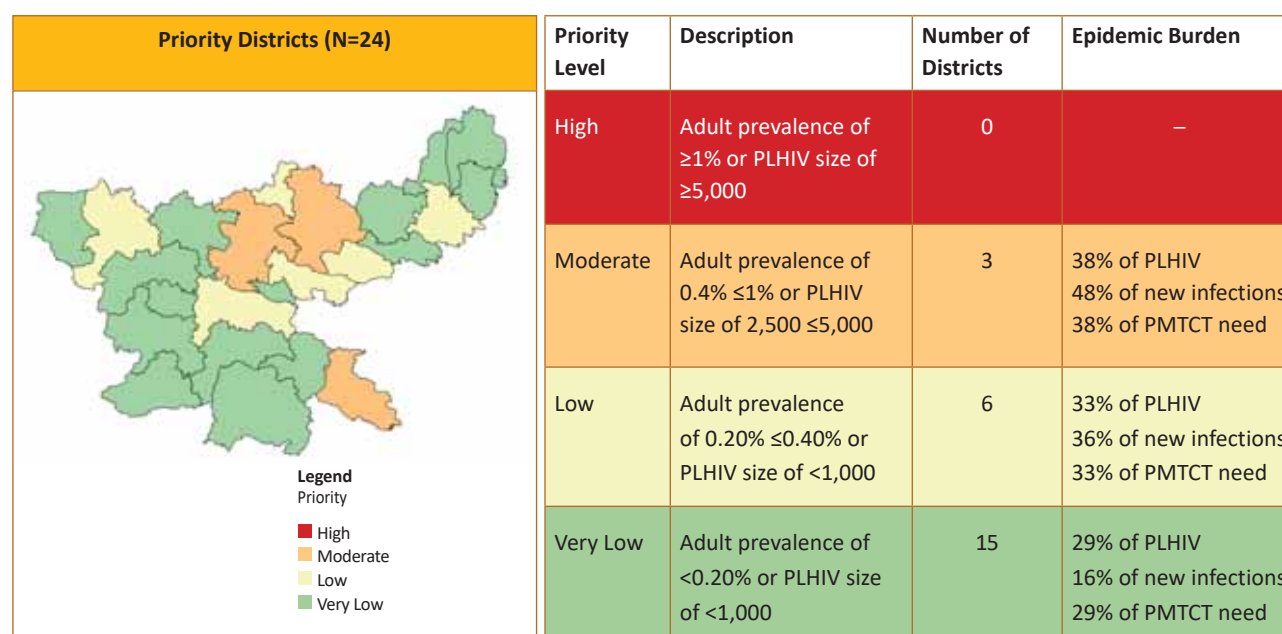 Priority Districts (N=24)
Legend
Priority
High
Moderate
Low
Very Low
Priority
Level
Description
Number of
Districts
Epidemic Burden
High
Adult prevalence of
≥1% or PLHIV size of
≥5,000
0
–
Moderate
Adult prevalence of
0.4% ≤1% or PLHIV
size of 2,500 ≤5,000
3
38% of PLHIV
48% of new infections
38% of PMTCT need
Low
Adult prevalence
of 0.20% ≤0.40% or
PLHIV size of <1,000
6
33% of PLHIV
36% of new infections
33% of PMTCT need
Very Low
Adult prevalence of
<0.20% or PLHIV size
of <1,000
15
29% of PLHIV
16% of new infections
29% of PMTCT need